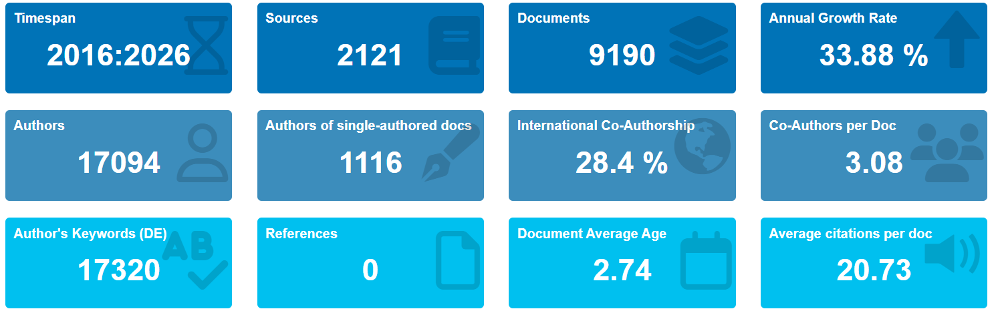 Timespan
2016:2026
Sources
2121
Documents
9190
Annual Growth Rate
33.88 %
Authors
17094
Authors of single-authored docs
1116
International Co-Authorship
28.4 %
Co-Authors per Doc
3.08
Author's Keywords (DE)
AB
17320
References
0
Document Average Age
2.74
Average citations per doc
20.73